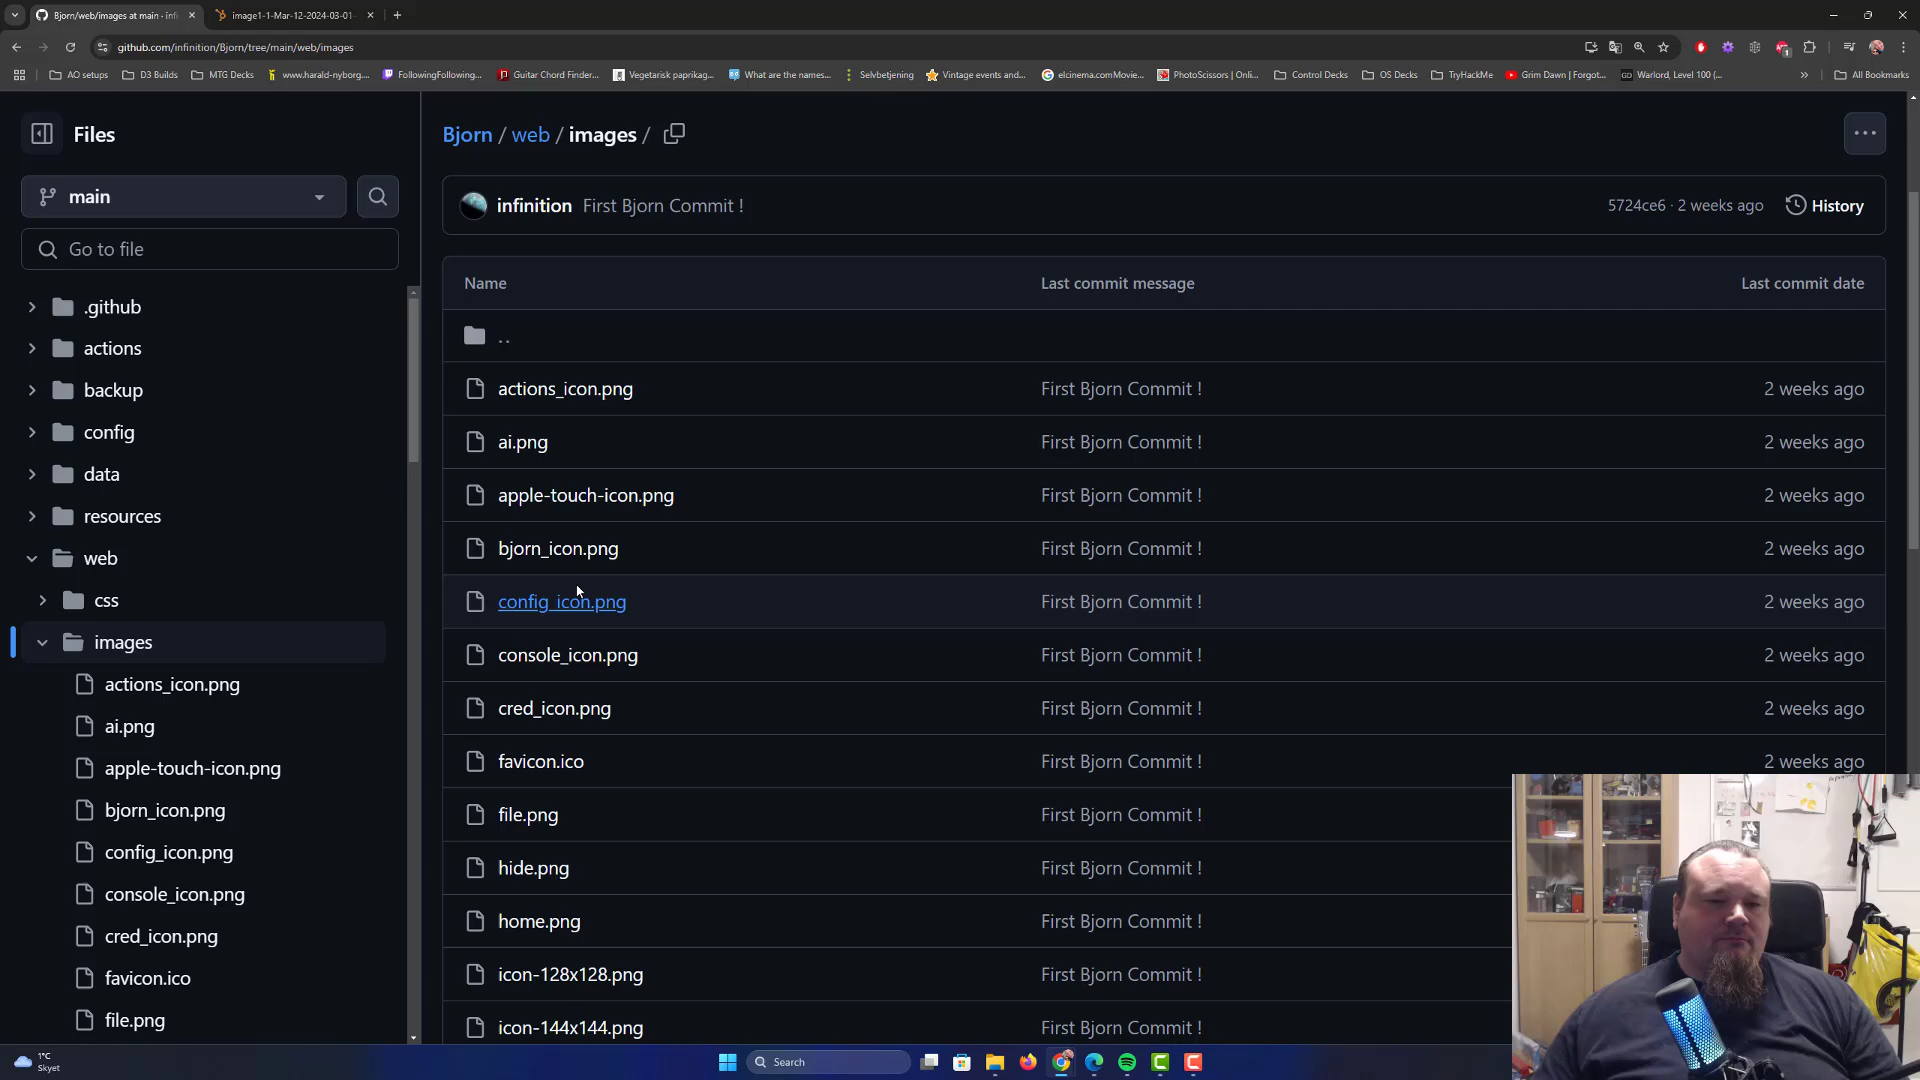 Bjorn/web/images at main · infi
image1-1-Mar-12-2024-03-01-
github.com/infinition/Bjorn/tree/main/web/images
AO setups
D3 Builds
MTG Decks
www.harald-nyborg....
FollowingFollowing...
Guitar Chord Finder...
Vegetarisk paprikag...
What are the names...
Selvbetjening
Vintage events and...
elcinema.comMovie...
PhotoScissors | Onli...
Control Decks
OS Decks
TryHackMe
Grim Dawn | Forgot...
GD Warlord, Level 100 (...
»
All Bookmarks
Files
main
Go to file
.github
actions
backup
config
data
resources
web
css
images
actions_icon.png
ai.png
apple-touch-icon.png
bjorn_icon.png
config_icon.png
console_icon.png
cred_icon.png
favicon.ico
file.png
Bjorn / web / images /
infinition First Bjorn Commit !
5724ce6 · 2 weeks ago
History
Name Last commit message Last commit date
..
actions_icon.png First Bjorn Commit ! 2 weeks ago
ai.png First Bjorn Commit ! 2 weeks ago
apple-touch-icon.png First Bjorn Commit ! 2 weeks ago
bjorn_icon.png First Bjorn Commit ! 2 weeks ago
config_icon.png First Bjorn Commit ! 2 weeks ago
console_icon.png First Bjorn Commit ! 2 weeks ago
cred_icon.png First Bjorn Commit ! 2 weeks ago
favicon.ico First Bjorn Commit ! 2 weeks ago
file.png First Bjorn Commit !
hide.png First Bjorn Commit !
home.png First Bjorn Commit !
icon-128x128.png First Bjorn Commit !
icon-144x144.png First Bjorn Commit !
1°C
Skyet
Search